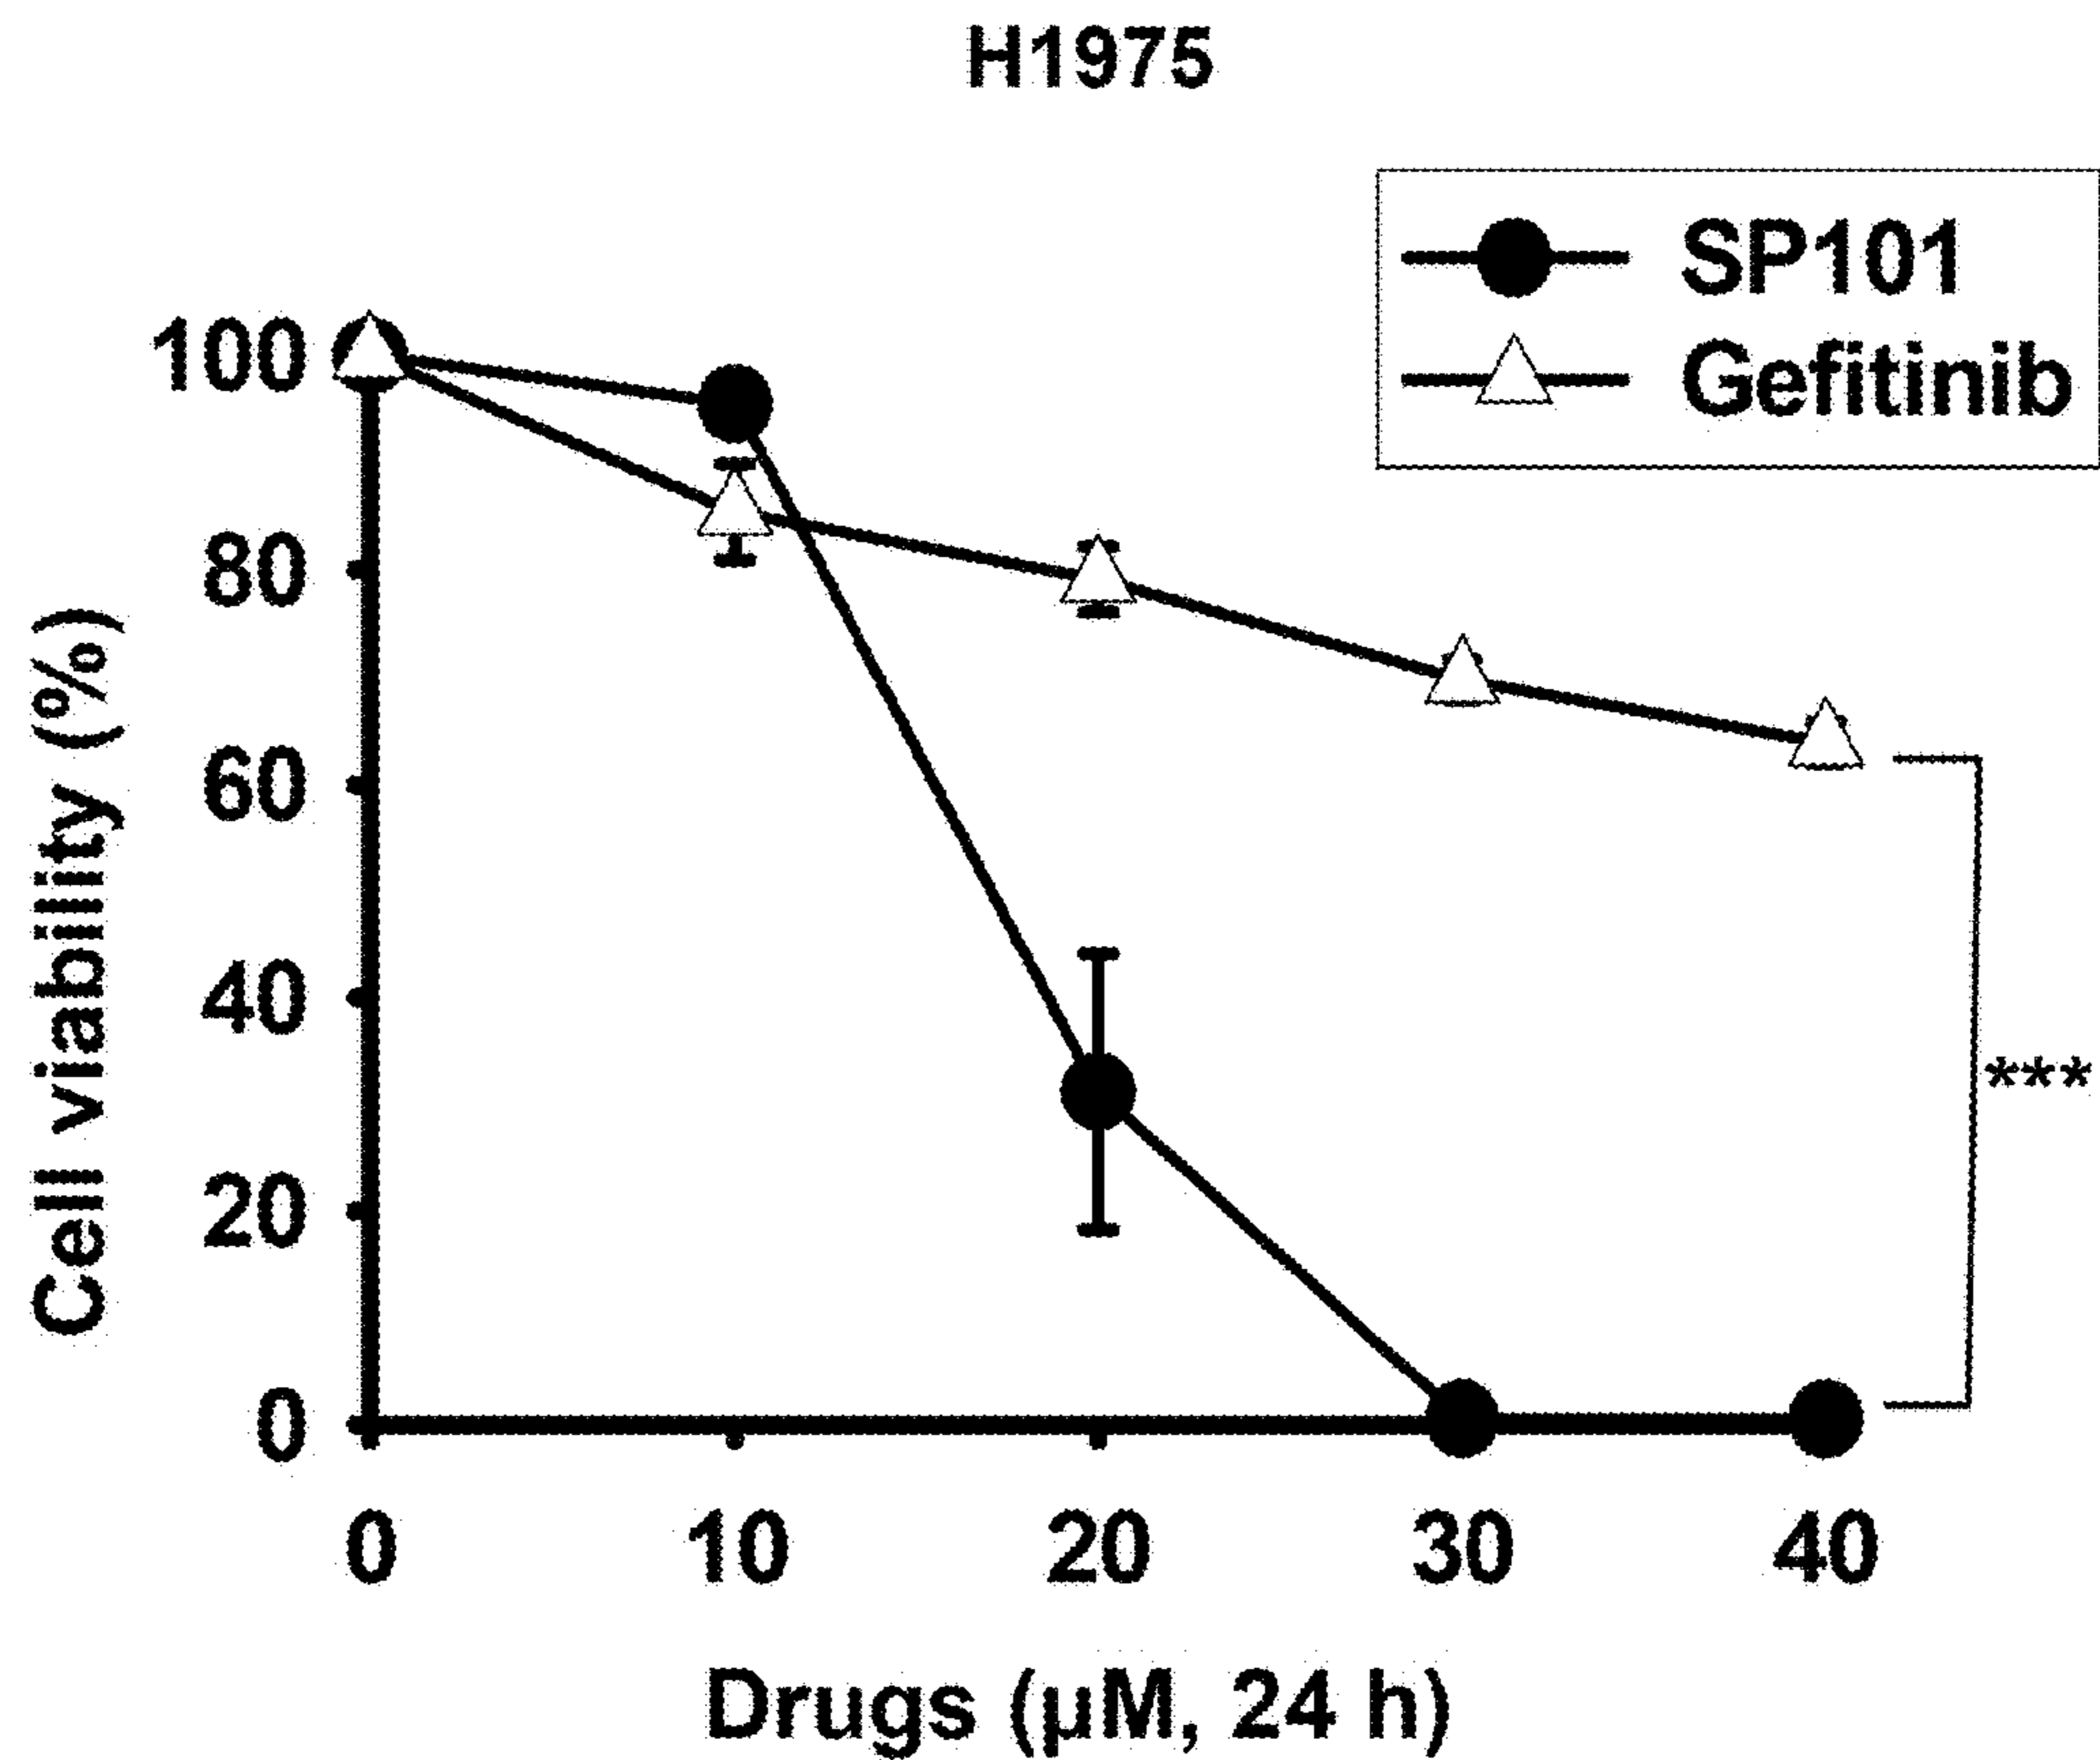 H1975
SP101
Gefitinib
Cell viability (%)
100
80
60
40
20
0
***
0 10 20 30 40
Drugs (µM, 24 h)